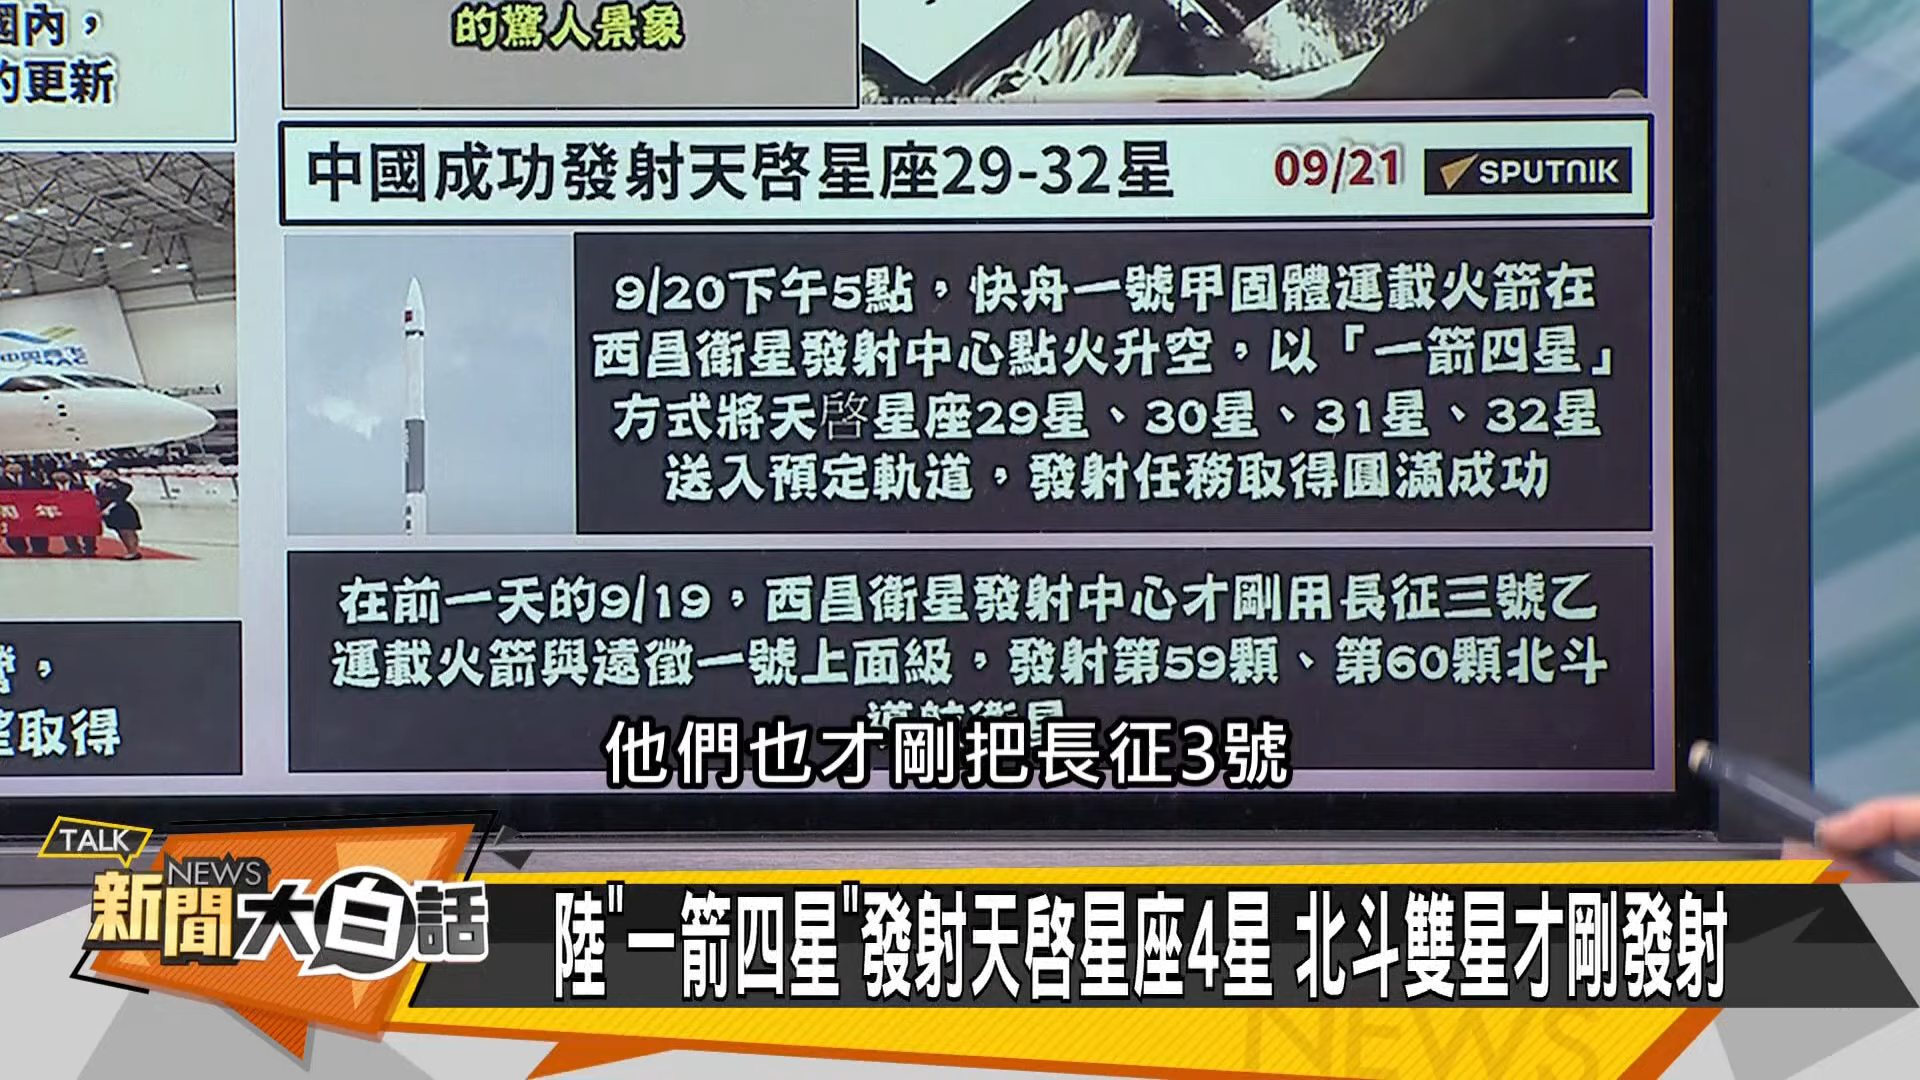 國內，
的更新
的驚人景象
中國成功發射天啓星座29-32星
09/21
SPUTNIK
9/20下午5點，快舟一號甲固體運載火箭在
西昌衛星發射中心點火升空，以「一箭四星」
方式將天啓星座29星、30星、31星、32星
送入預定軌道，發射任務取得圓滿成功
在前一天的9/19，西昌衛星發射中心才剛用長征三號乙
運載火箭與遠徵一號上面級，發射第59顆、第60顆北斗
導航衛星
周年
取得
他們也才剛把長征3號
TALK
NEWS
新聞大白話
陸"一箭四星"發射天啓星座4星 北斗雙星才剛發射
NEWS